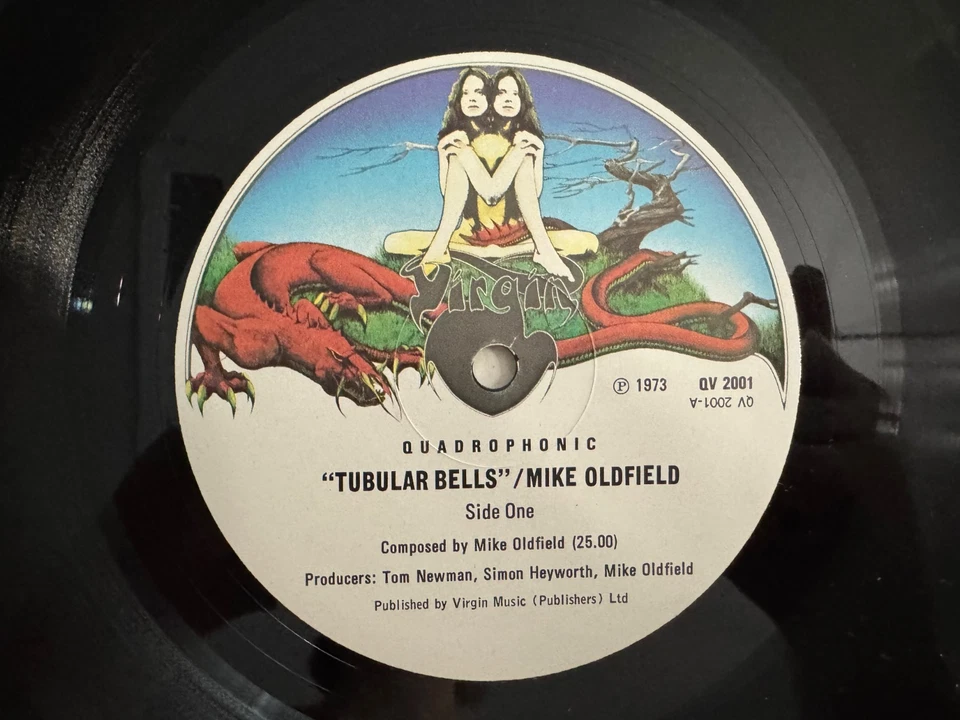 Virgin
℗ 1973 QV 2001
QV 2001-A
QUADROPHONIC
“TUBULAR BELLS”/MIKE OLDFIELD
Side One
Composed by Mike Oldfield (25.00)
Producers: Tom Newman, Simon Heyworth, Mike Oldfield
Published by Virgin Music (Publishers) Ltd